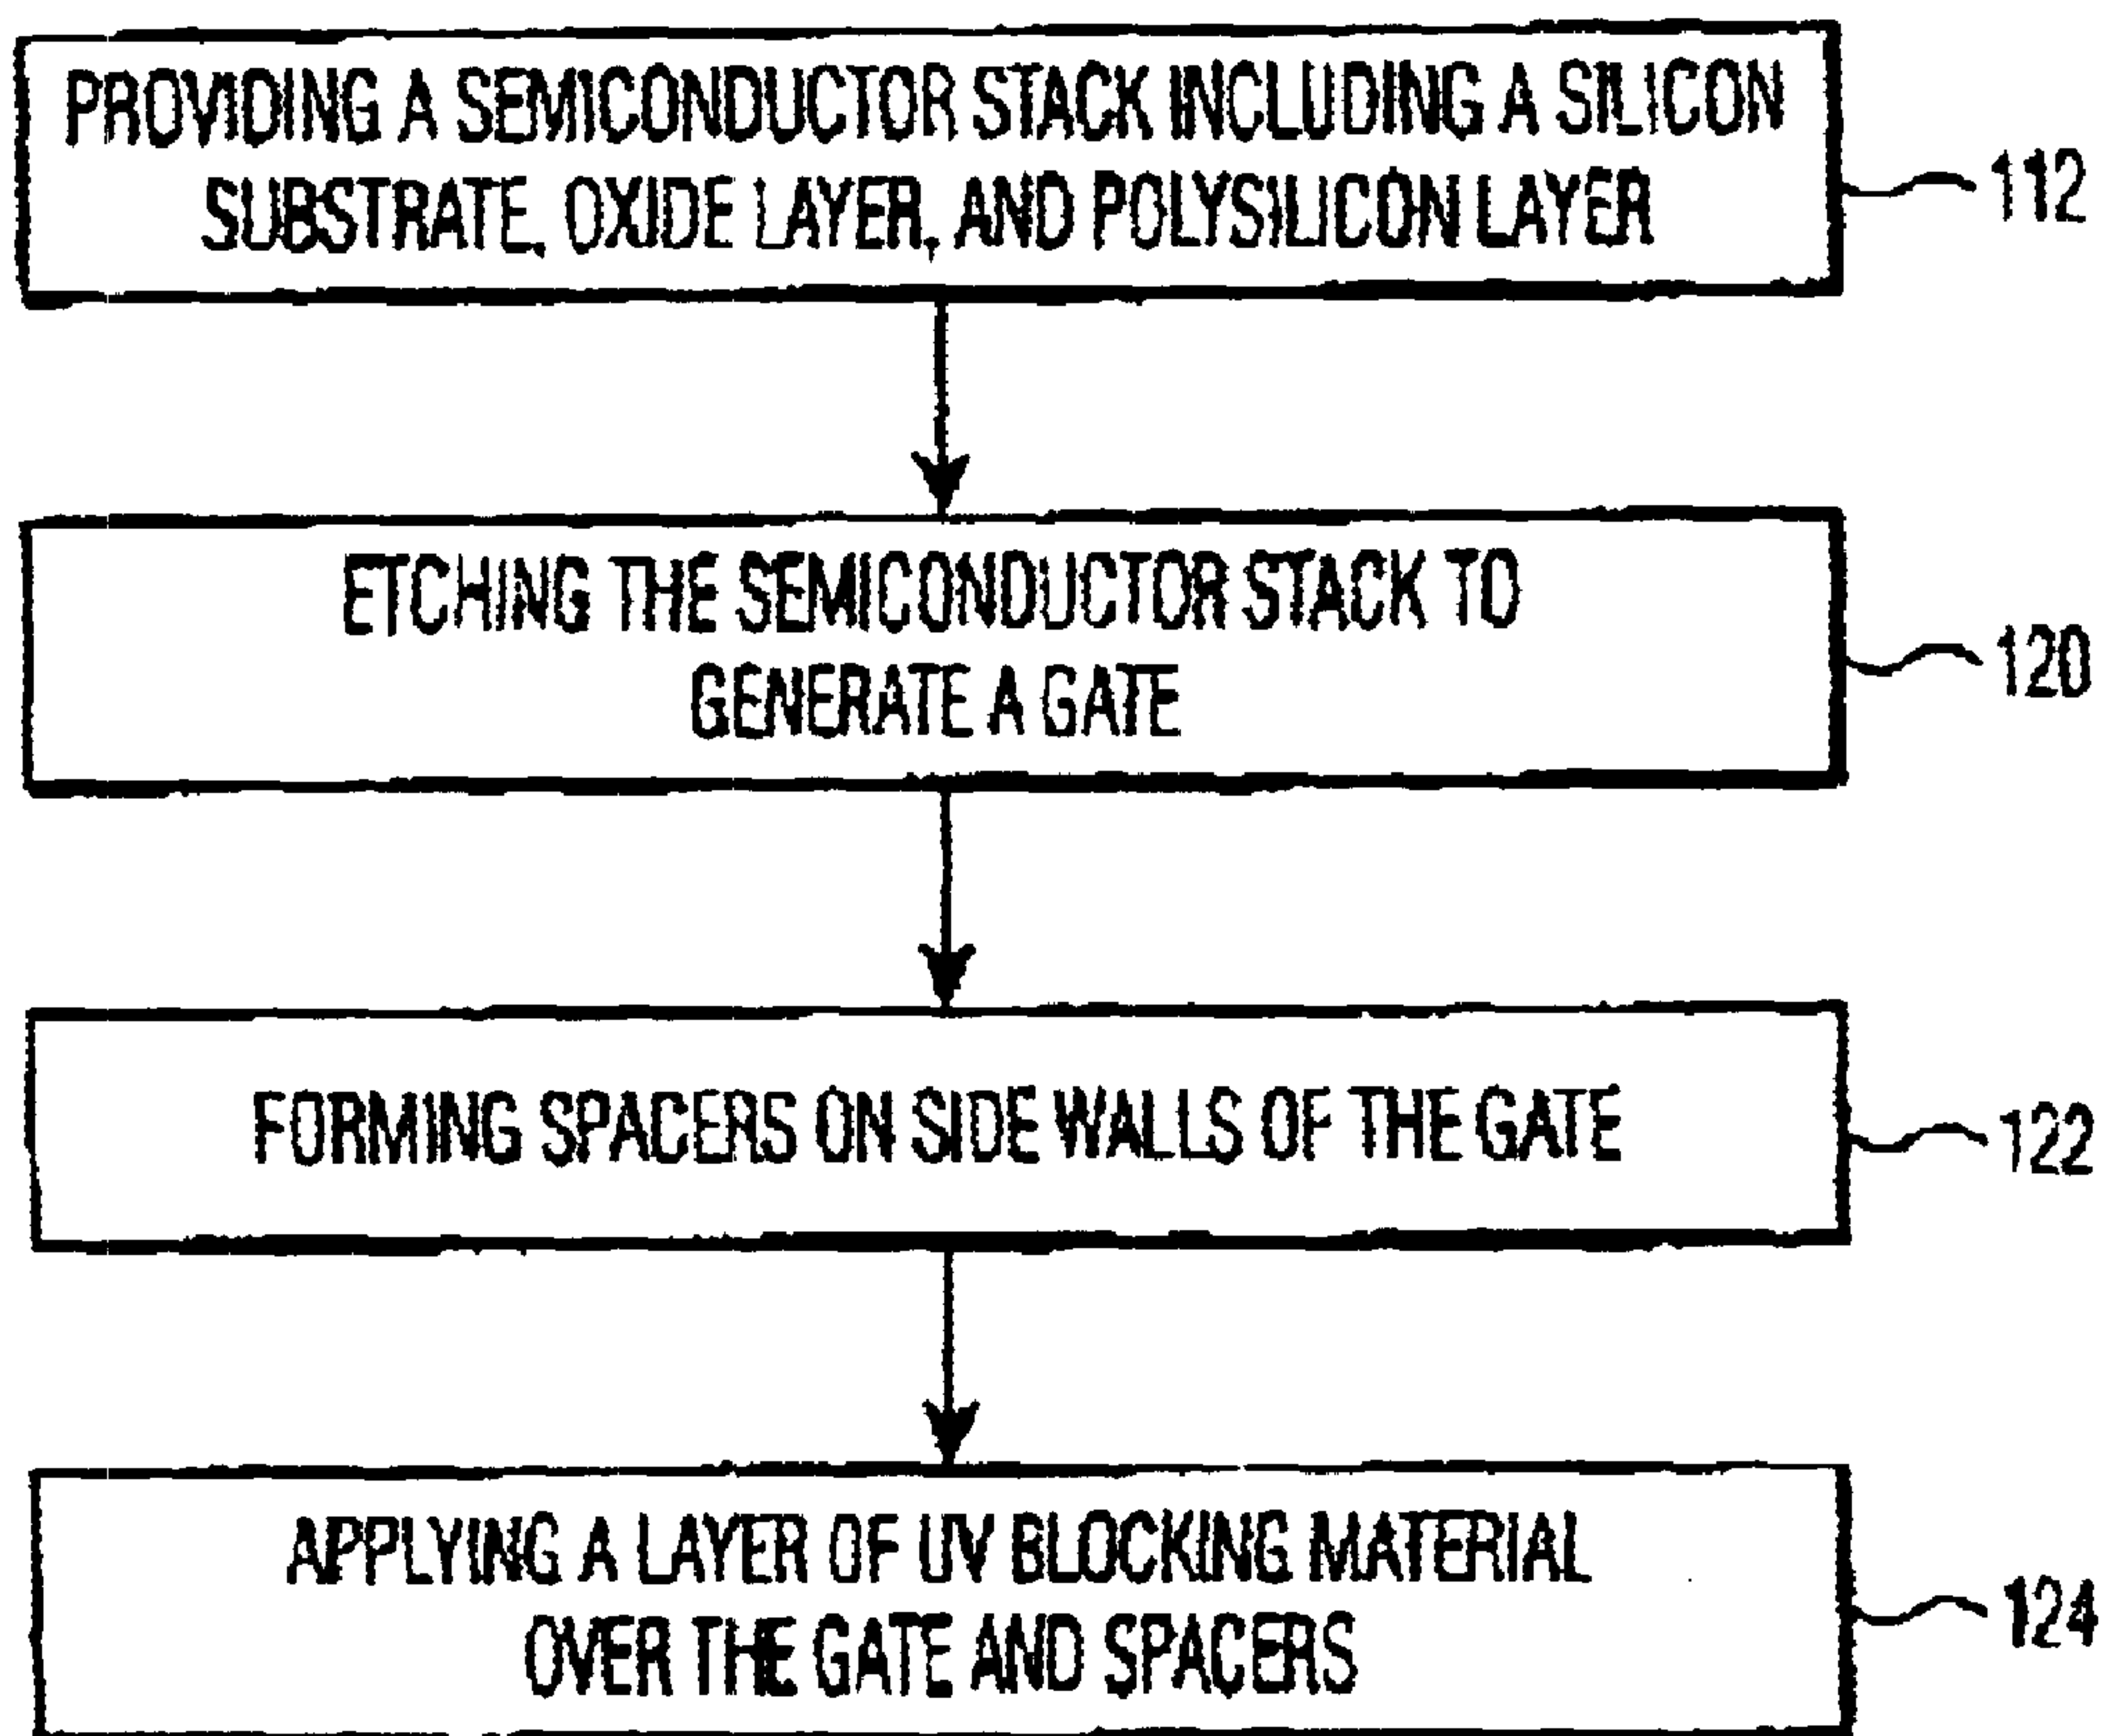 PROVIDING A SEMICONDUCTOR STACK INCLUDING A SILICON
SUBSTRATE, OXIDE LAYER, AND POLYSILICON LAYER
112
ETCHING THE SEMICONDUCTOR STACK TO
GENERATE A GATE
120
FORMING SPACERS ON SIDE WALLS OF THE GATE
122
APPLYING A LAYER OF UV BLOCKING MATERIAL
OVER THE GATE AND SPACERS
124